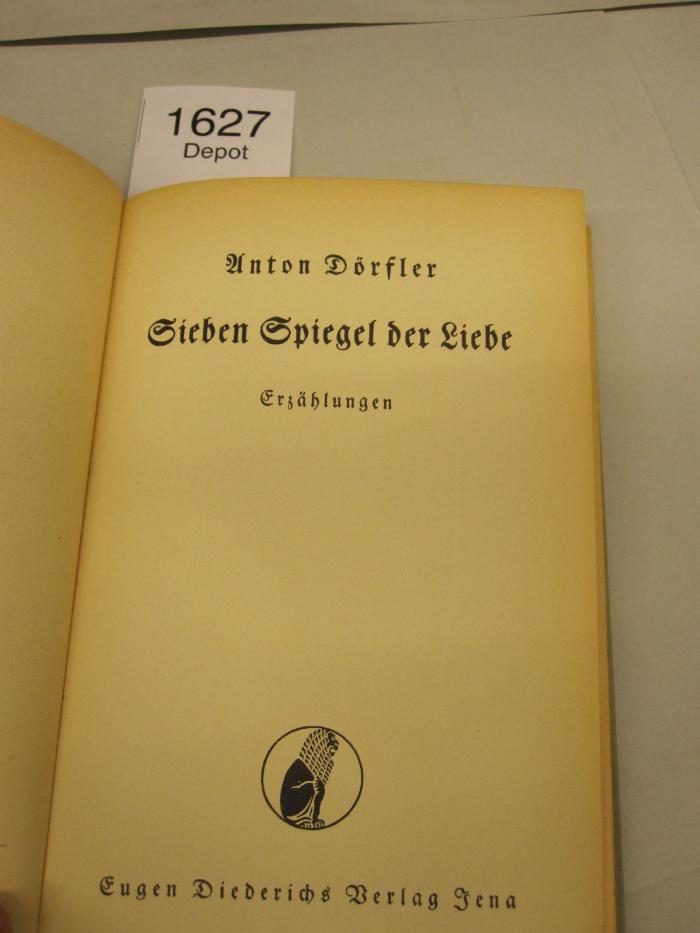 1627
Depot
Anton Dörfler
Sieben Spiegel der Liebe
Erzählungen
Eugen Diederichs Verlag Jena